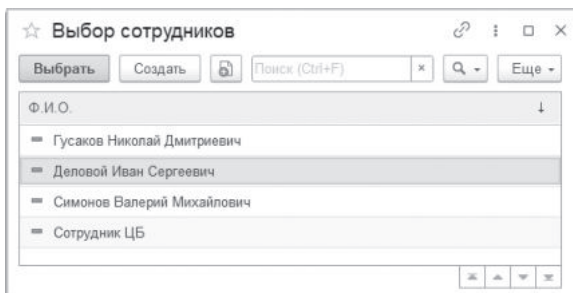 Выбор сотрудников
Выбрать Создать Поиск (Ctrl+F) × Еще
Ф.И.О. ↓
Гусаков Николай Дмитриевич
Деловой Иван Сергеевич
Симонов Валерий Михайлович
Сотрудник ЦБ